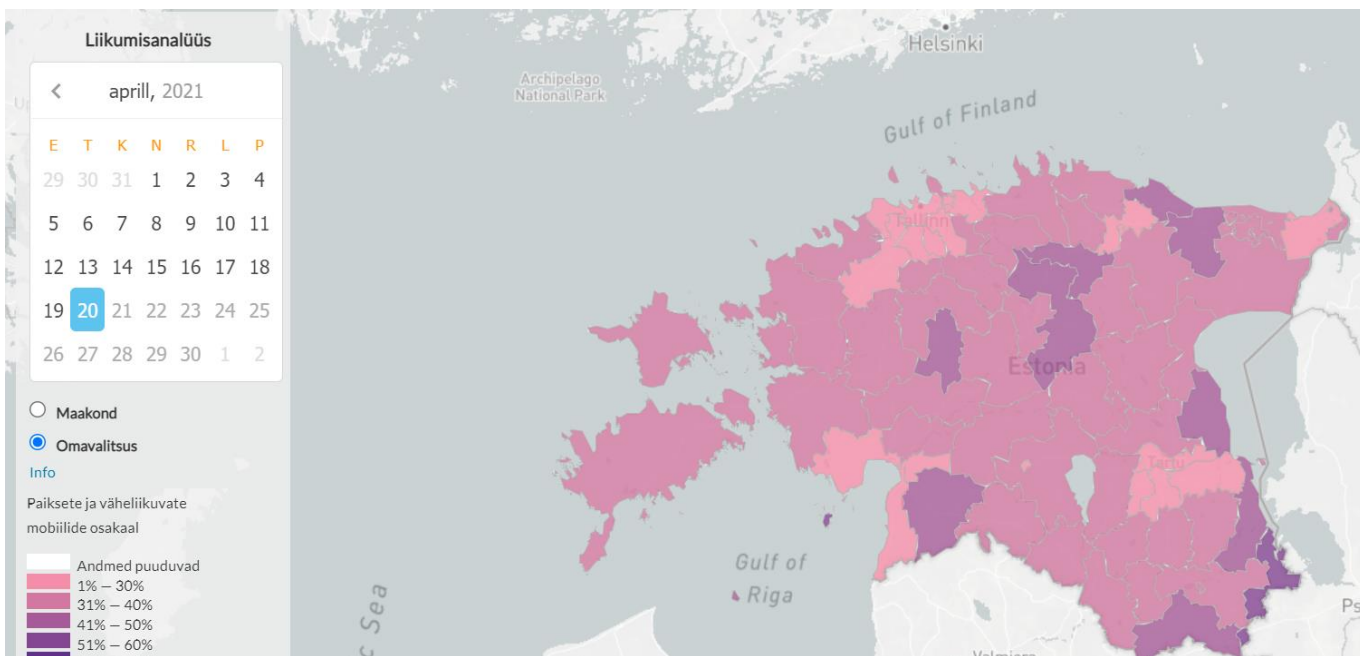 Liikumisanalüüs
aprill, 2021
E T K N R L P
29 30 31 1 2 3 4
5 6 7 8 9 10 11
12 13 14 15 16 17 18
19 20 21 22 23 24 25
26 27 28 29 30 1 2
Maakond
Omavalitsus
Info
Paiksete ja väheliikuvate
mobiilide osakaal
Andmed puuduvad
1% – 30%
31% – 40%
41% – 50%
51% – 60%
Helsinki
Archipelago
National Park
Gulf of Finland
Tallinn
Estonia
Tartu
Gulf of
Riga
Sea
Valmiera